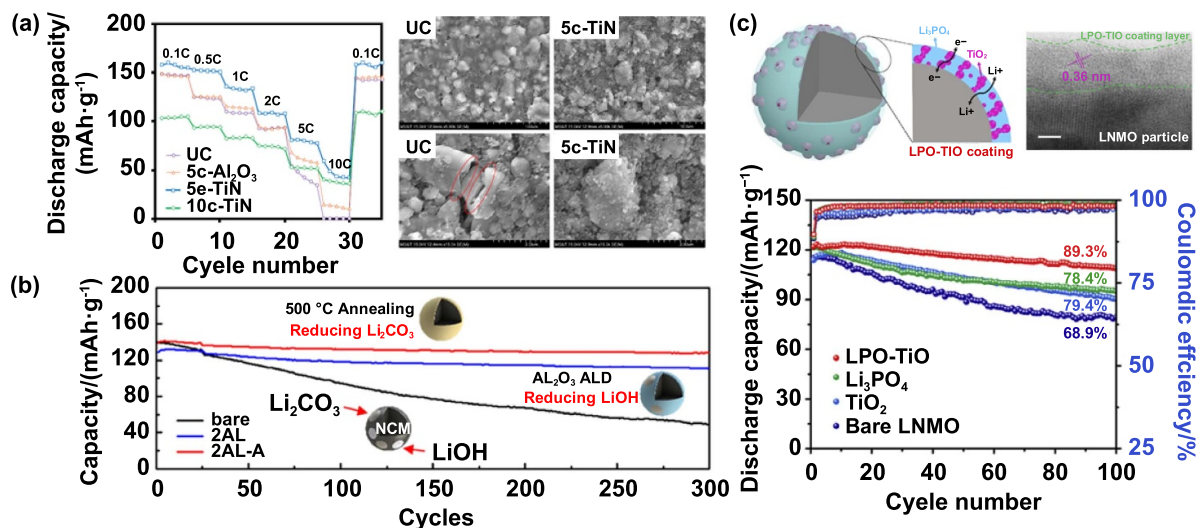 (a)
Discharge capacity/
(mAh·g⁻¹)
200
150
100
50
0
0.1C
0.5C
1C
2C
5C
10C
0.1C
UC
5c-Al₂O₃
5e-TiN
10c-TiN
0 10 20 30
Cyele number
UC
5c-TiN
UC
5c-TiN
(b)
Capacity/(mAh·g⁻¹)
200
160
120
80
40
0
500 °C Annealing
Reducing Li₂CO₃
AL₂O₃ ALD
Reducing LiOH
Li₂CO₃
NCM
LiOH
bare
2AL
2AL-A
0 50 100 150 200 250 300
Cycles
(c)
Li₃PO₄
e−
TiO₂
Li+
e−
Li+
LPO-TIO coating
LPO-TIO coating layer
0.36 nm
LNMO particle
Discharge capacity/(mAh·g⁻¹)
150
135
120
105
90
75
60
45
30
15
0
89.3%
78.4%
79.4%
68.9%
LPO-TiO
Li₃PO₄
TiO₂
Bare LNMO
100
75
50
25
Coulomdic effciency/%
0 20 40 60 80 100
Cyele number